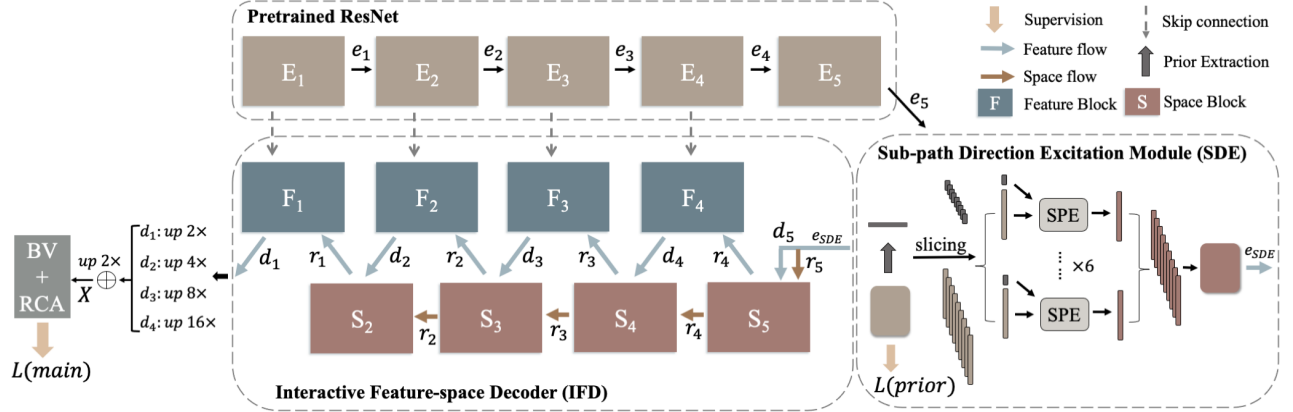 Pretrained ResNet
E₁
e₁
E₂
e₂
E₃
e₃
E₄
e₄
E₅
e₅
Supervision
Feature flow
Space flow
F Feature Block
Skip connection
Prior Extraction
S Space Block
F₁
F₂
F₃
F₄
d₁
r₁
d₂
r₂
d₃
r₃
d₄
r₄
d₅
e_SDE
r₅
S₂
r₂
S₃
r₃
S₄
r₄
S₅
Interactive Feature-space Decoder (IFD)
d₁: up 2×
d₂: up 4×
d₃: up 8×
d₄: up 16×
up 2×
X
BV
+
RCA
L(main)
Sub-path Direction Excitation Module (SDE)
slicing
SPE
×6
SPE
e_SDE
L(prior)